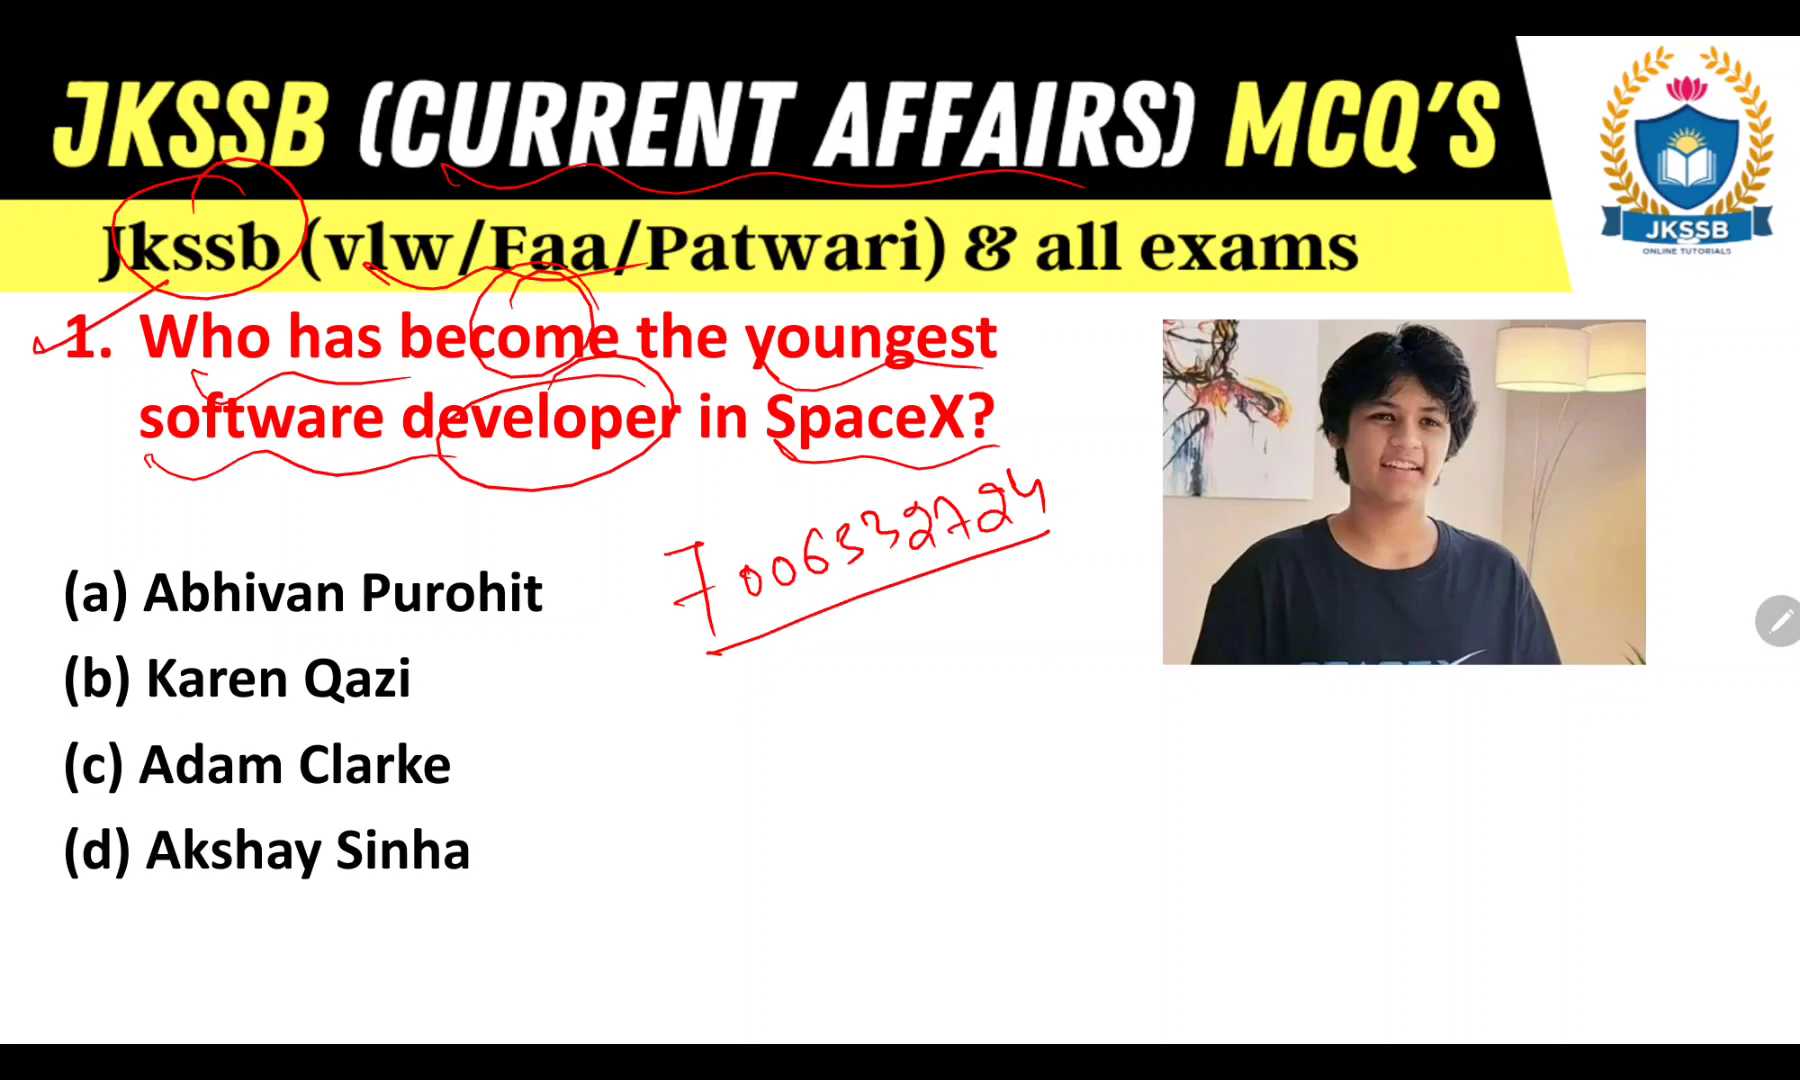 JKSSB (CURRENT AFFAIRS) MCQ'S
JKSSB
ONLINE TUTORIALS
Jkssb (vlw/Faa/Patwari) & all exams
1. Who has become the youngest
software developer in SpaceX?
7006332724
(a) Abhivan Purohit
(b) Karen Qazi
(c) Adam Clarke
(d) Akshay Sinha